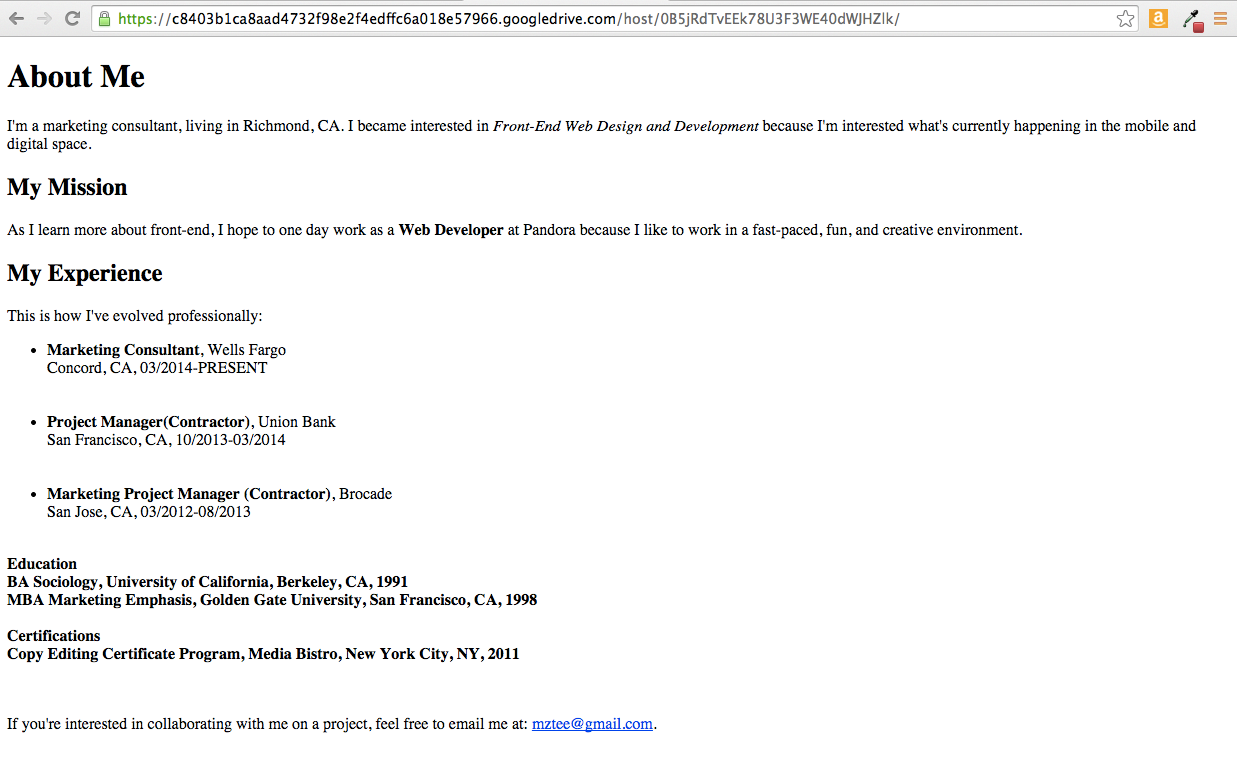 https://c8403b1ca8aad4732f98e2f4edffc6a018e57966.googledrive.com/host/0B5jRdTvEEk78U3F3WE40dWJHZlk/
About Me
I'm a marketing consultant, living in Richmond, CA. I became interested in Front-End Web Design and Development because I'm interested what's currently happening in the mobile and
digital space.
My Mission
As I learn more about front-end, I hope to one day work as a Web Developer at Pandora because I like to work in a fast-paced, fun, and creative environment.
My Experience
This is how I've evolved professionally:
• Marketing Consultant, Wells Fargo
Concord, CA, 03/2014-PRESENT
• Project Manager(Contractor), Union Bank
San Francisco, CA, 10/2013-03/2014
• Marketing Project Manager (Contractor), Brocade
San Jose, CA, 03/2012-08/2013
Education
BA Sociology, University of California, Berkeley, CA, 1991
MBA Marketing Emphasis, Golden Gate University, San Francisco, CA, 1998
Certifications
Copy Editing Certificate Program, Media Bistro, New York City, NY, 2011
If you're interested in collaborating with me on a project, feel free to email me at: mztee@gmail.com.